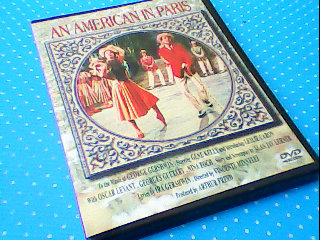 AN AMERICAN IN PARIS
To the Music of GEORGE GERSHWIN Starring GENE KELLY And introducing LESLIE CARON
With OSCAR LEVANT GEORGES GUETARY NINA FOCH Story and Screenplay by ALAN JAY LERNER
Lyrics by IRA GERSHWIN Directed by VINCENTE MINNELLI
Produced by ARTHUR FREED
DVD